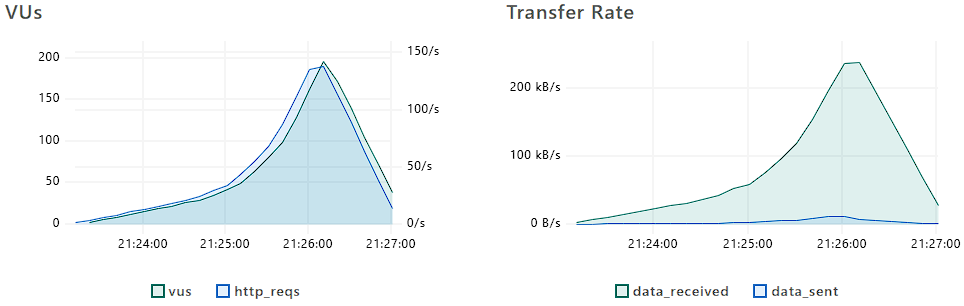 VUs
200
150
100
50
0
150/s
100/s
50/s
0/s
21:24:00 21:25:00 21:26:00 21:27:00
vus http_reqs
Transfer Rate
200 kB/s
100 kB/s
0 B/s
21:24:00 21:25:00 21:26:00 21:27:00
data_received data_sent